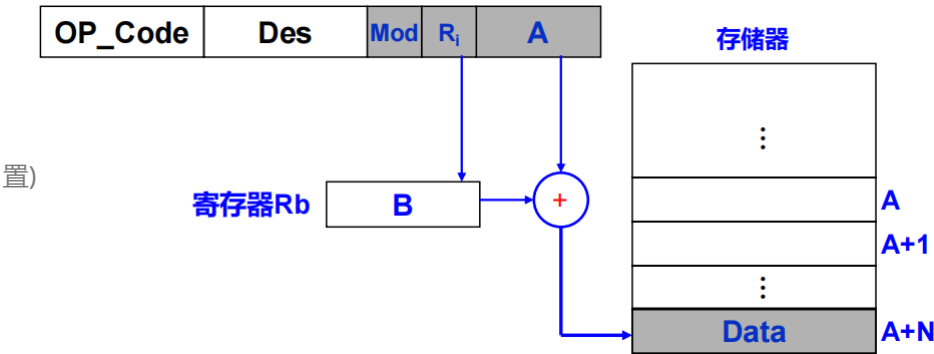 OP_Code Des Mod Ri A
存储器
⋮
置)
寄存器Rb B + A
A+1
⋮
Data A+N